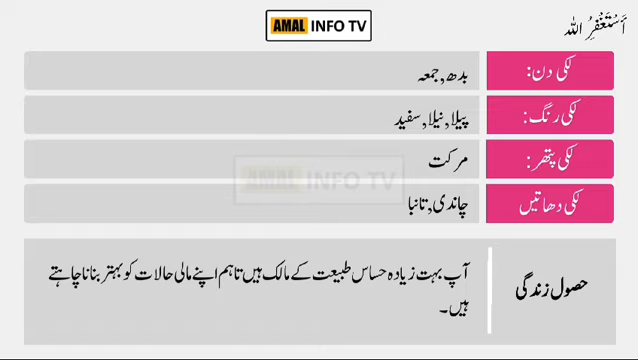 AMAL INFO TV
اَسْتَغْفِرُ اللہ
لکی دن: بدھ, جمعہ
لکی رنگ: پیلا, نیلا, سفید
لکی پتھر: مرکت
AMAL INFO TV
لکی دھاتیں چاندی, تانبا
حصول زندگی
آپ بہت زیادہ حساس طبیعت کے مالک ہیں تاہم اپنے مالی حالات کو بہتر بنانا چاہتے
ہیں۔